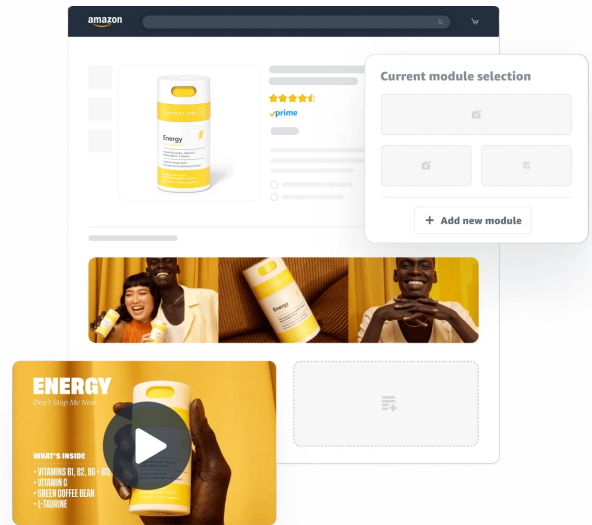 amazon
Current module selection
prime
Energy
+ Add new module
Energy
ENERGY
Don't Stop Me Now
WHAT'S INSIDE
• VITAMINS B1, B2, B6 + B12
• VITAMIN C
• GREEN COFFEE BEAN
• L-TAURINE